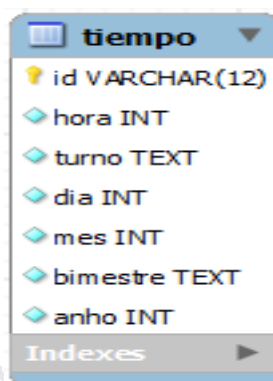 tiempo
id VARCHAR(12)
hora INT
turno TEXT
dia INT
mes INT
bimestre TEXT
anho INT
Indexes